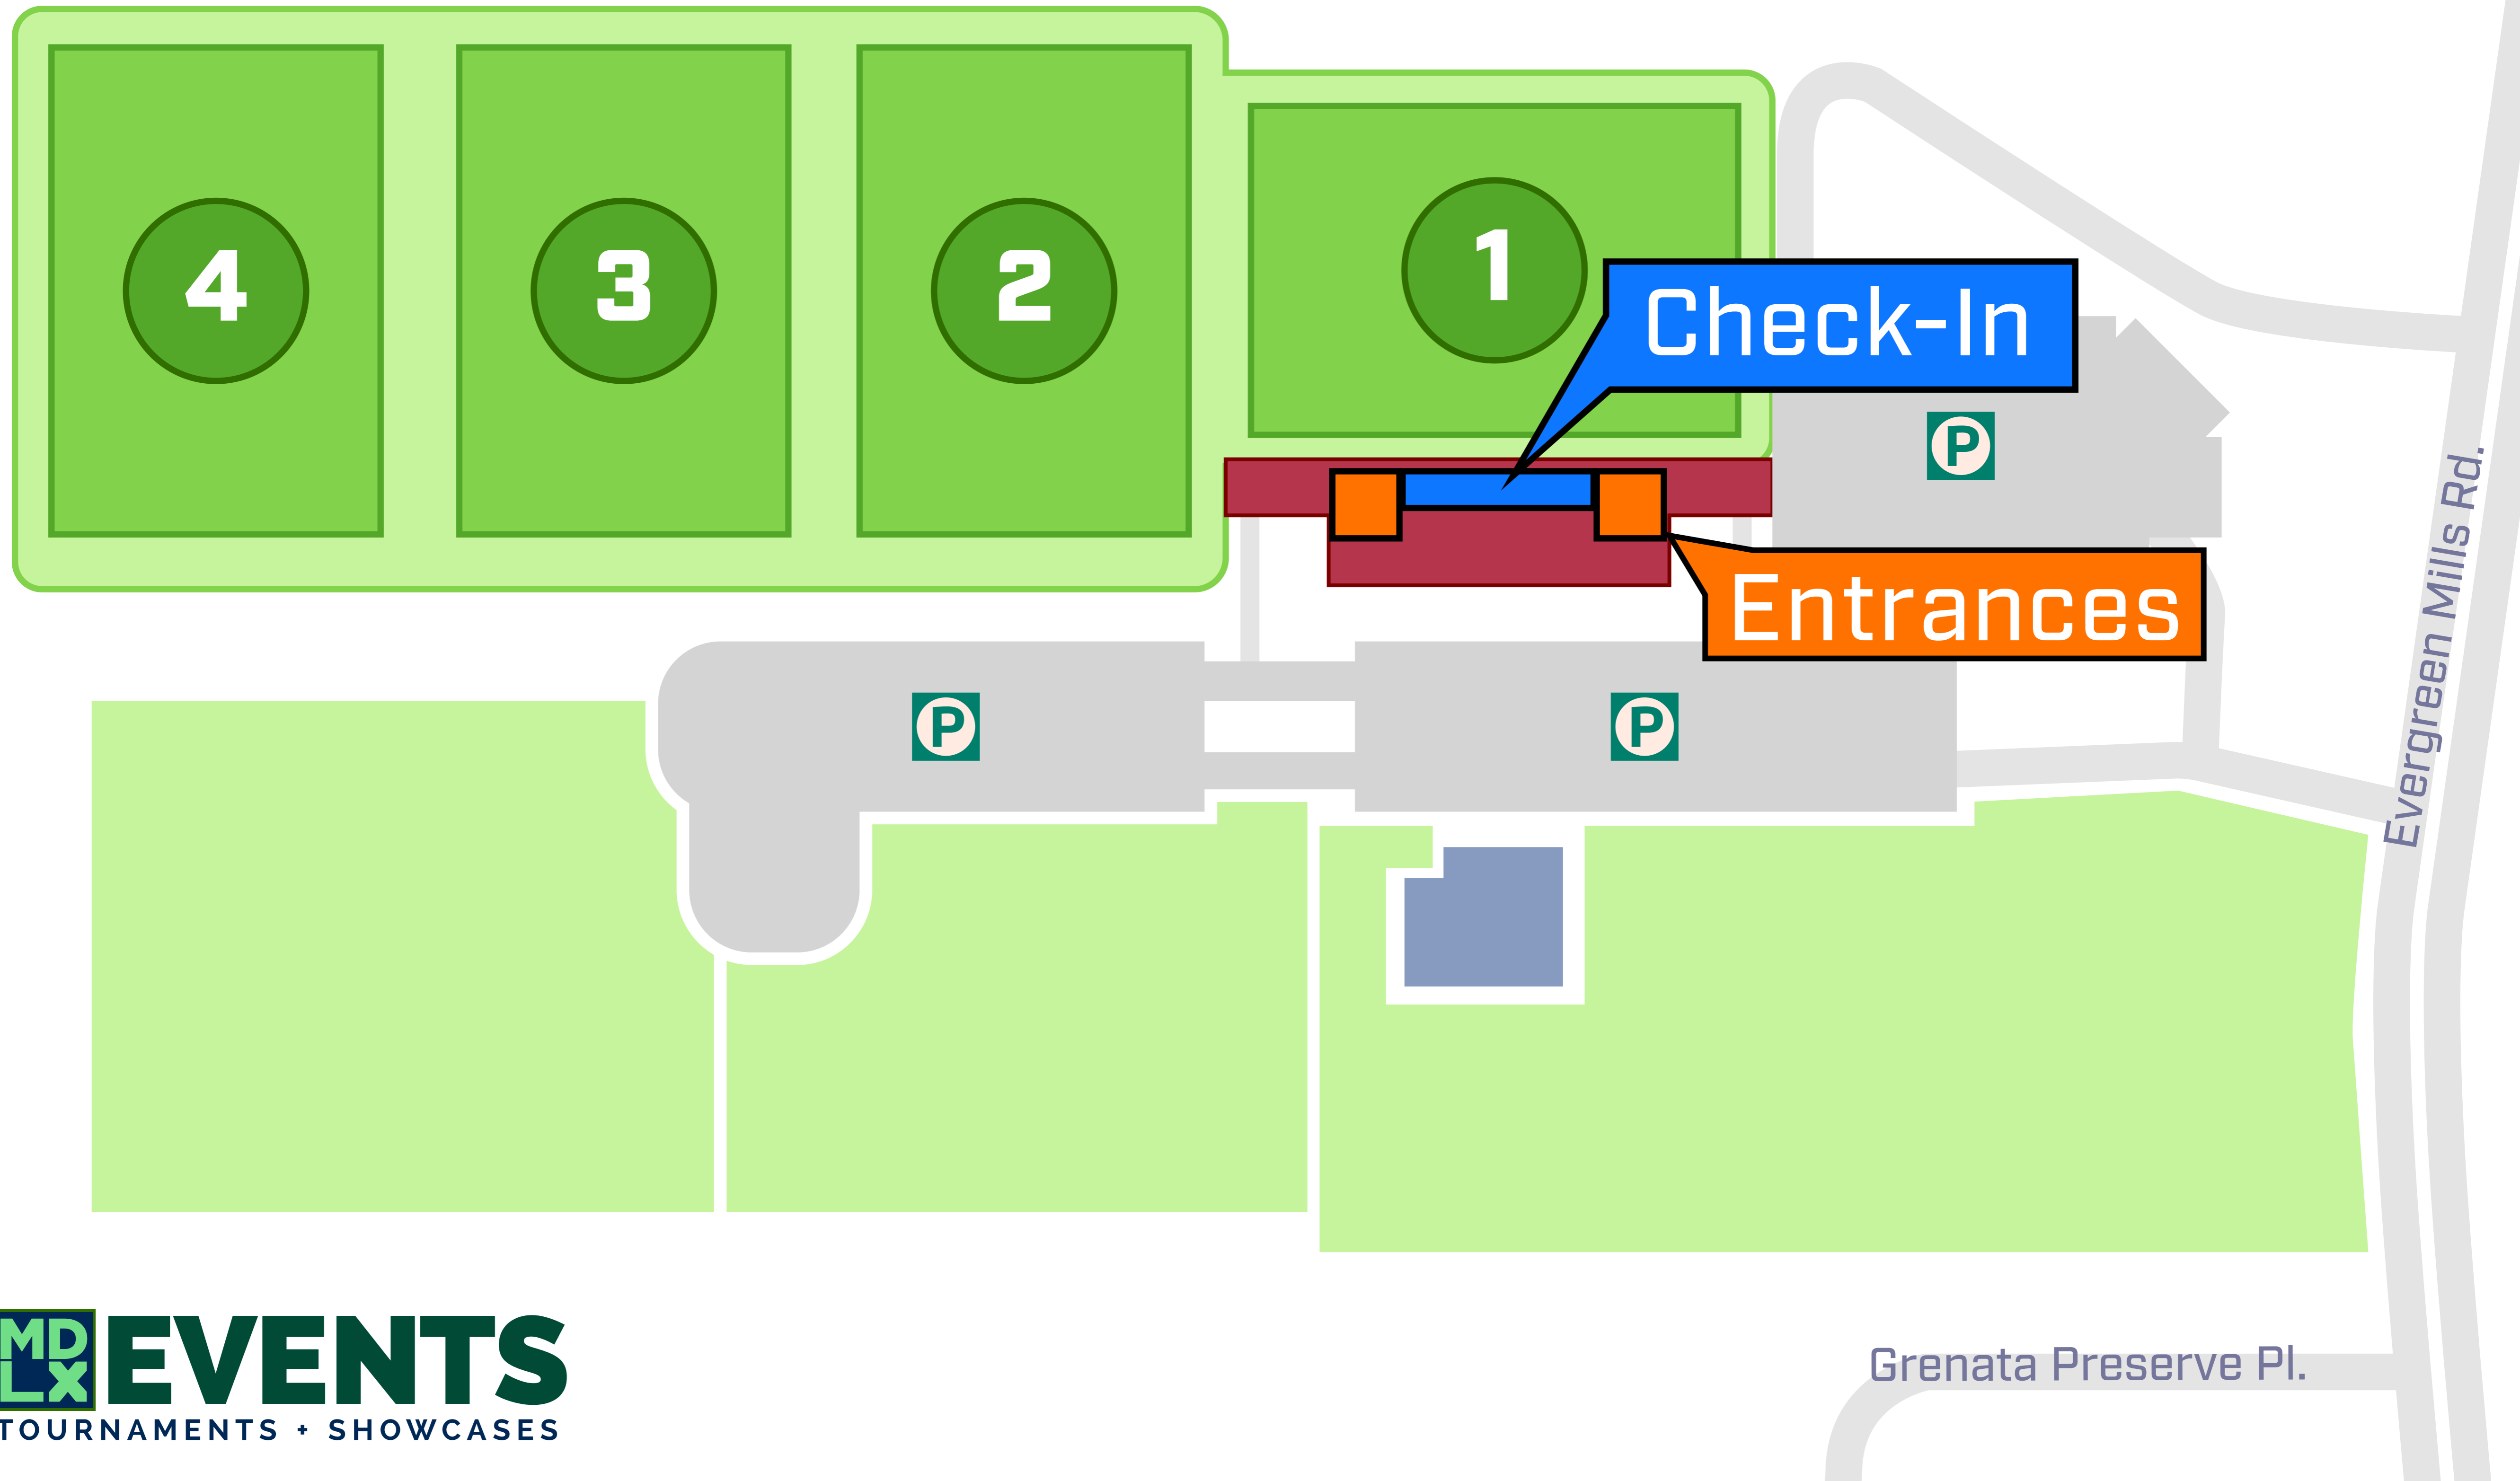 4
3
2
1
Check-In
P
Entrances
Evergreen Mills Rd.
P
P
MD
LX
EVENTS
TOURNAMENTS + SHOWCASES
Grenata Preserve Pl.